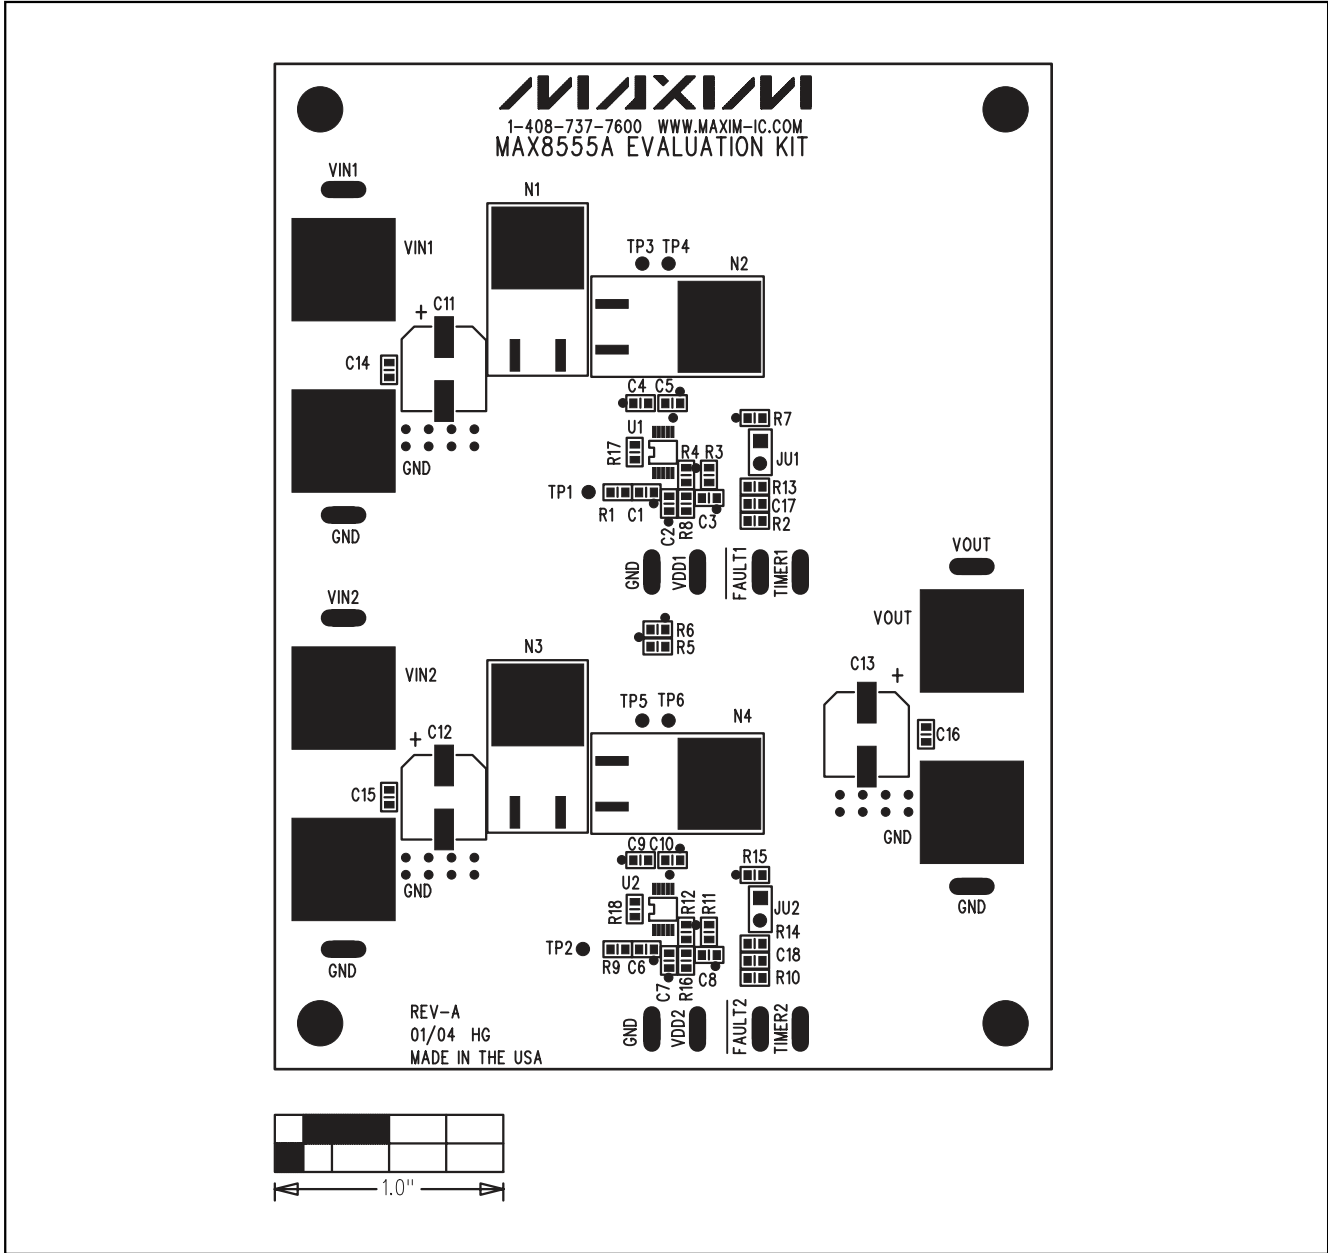 MAXIM
1-408-737-7600 WWW.MAXIM-IC.COM
MAX8555A EVALUATION KIT
VIN1
N1
VIN1
TP3 TP4
N2
+ C11
C14
C4 C5
R7
U1
R17
R4 R3
JU1
GND
TP1
R13
C17
R1 C1
C2
R8
C3
R2
GND
GND
VDD1
FAULT1
TIMER1
VOUT
VIN2
VOUT
R6
R5
N3
C13
+
VIN2
TP5 TP6
N4
+ C12
C16
C15
GND
C9 C10
R15
GND
U2
R18
R12
R11
JU2
GND
R14
TP2
C18
R9 C6
C7
R16
C8
R10
GND
REV-A
01/04 HG
MADE IN THE USA
GND
VDD2
FAULT2
TIMER2
1.0"